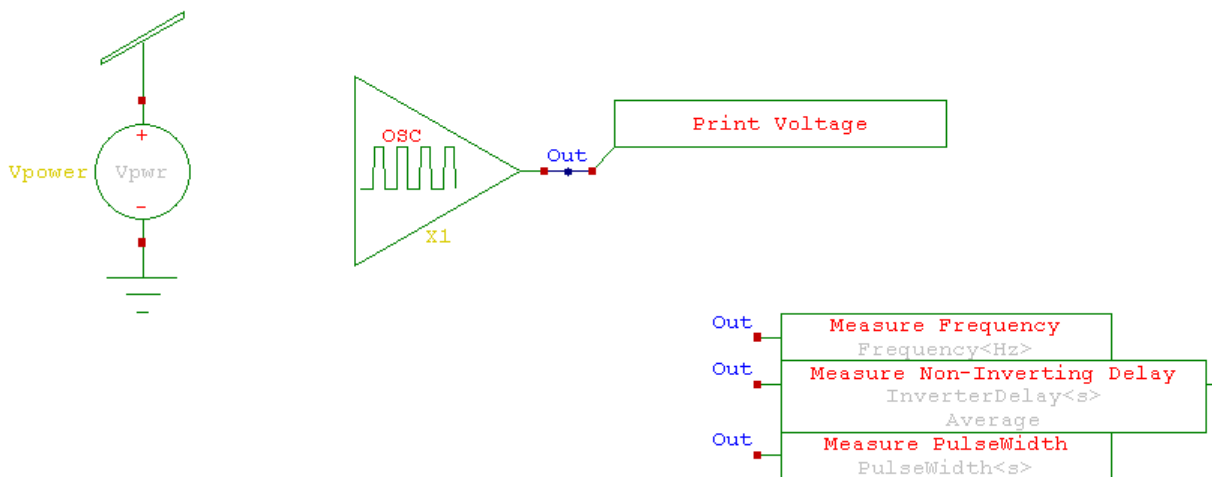 Vpower
+
Vpwr
-
OSC
X1
Out
Print Voltage
Out
Measure Frequency
Frequency<Hz>
Out
Measure Non-Inverting Delay
InverterDelay<s>
Average
Out
Measure PulseWidth
PulseWidth<s>